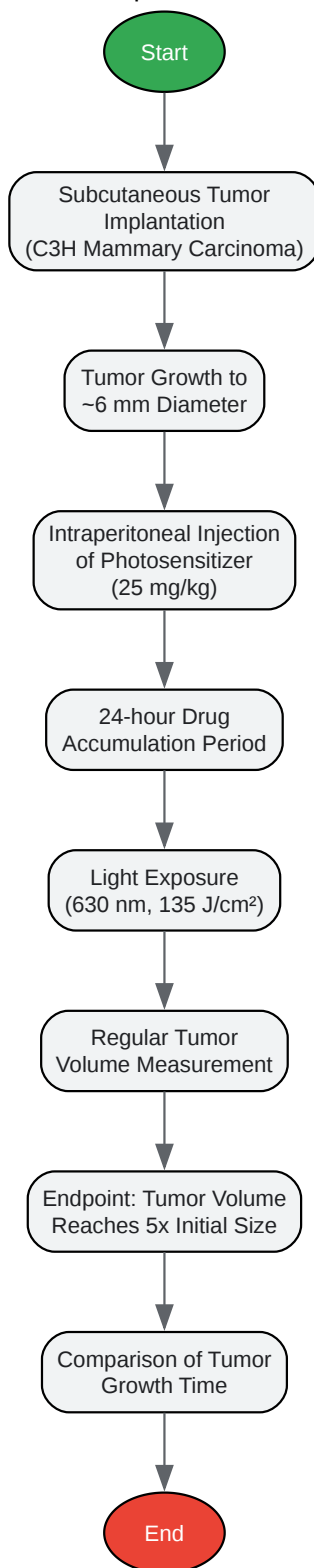 Start
Subcutaneous Tumor
Implantation
(C3H Mammary Carcinoma)
Tumor Growth to
~6 mm Diameter
Intraperitoneal Injection
of Photosensitizer
(25 mg/kg)
24-hour Drug
Accumulation Period
Light Exposure
(630 nm, 135 J/cm²)
Regular Tumor
Volume Measurement
Endpoint: Tumor Volume
Reaches 5x Initial Size
Comparison of Tumor
Growth Time
End